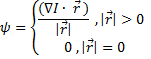 ψ = { (∇I· r⃗) / |r⃗| , |r⃗| > 0
0 , |r⃗| = 0